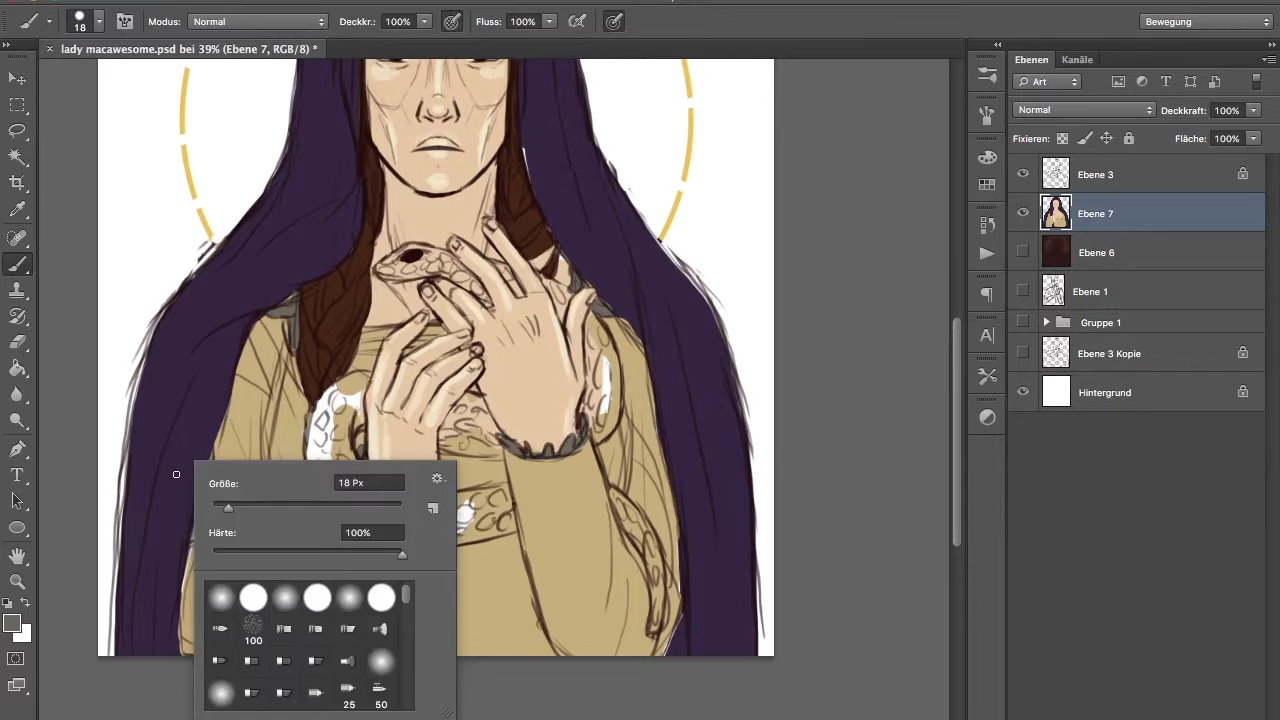 18
Modus: Normal
Deckkr.: 100%
Fluss: 100%
Bewegung
lady macawesome.psd bei 39% (Ebene 7, RGB/8) *
Ebenen
Kanäle
Art
Normal
Deckkraft: 100%
Fixieren:
Fläche: 100%
Ebene 3
Ebene 7
Ebene 6
Ebene 1
Gruppe 1
Ebene 3 Kopie
Hintergrund
Größe:
18 Px
Härte:
100%
100
25
50